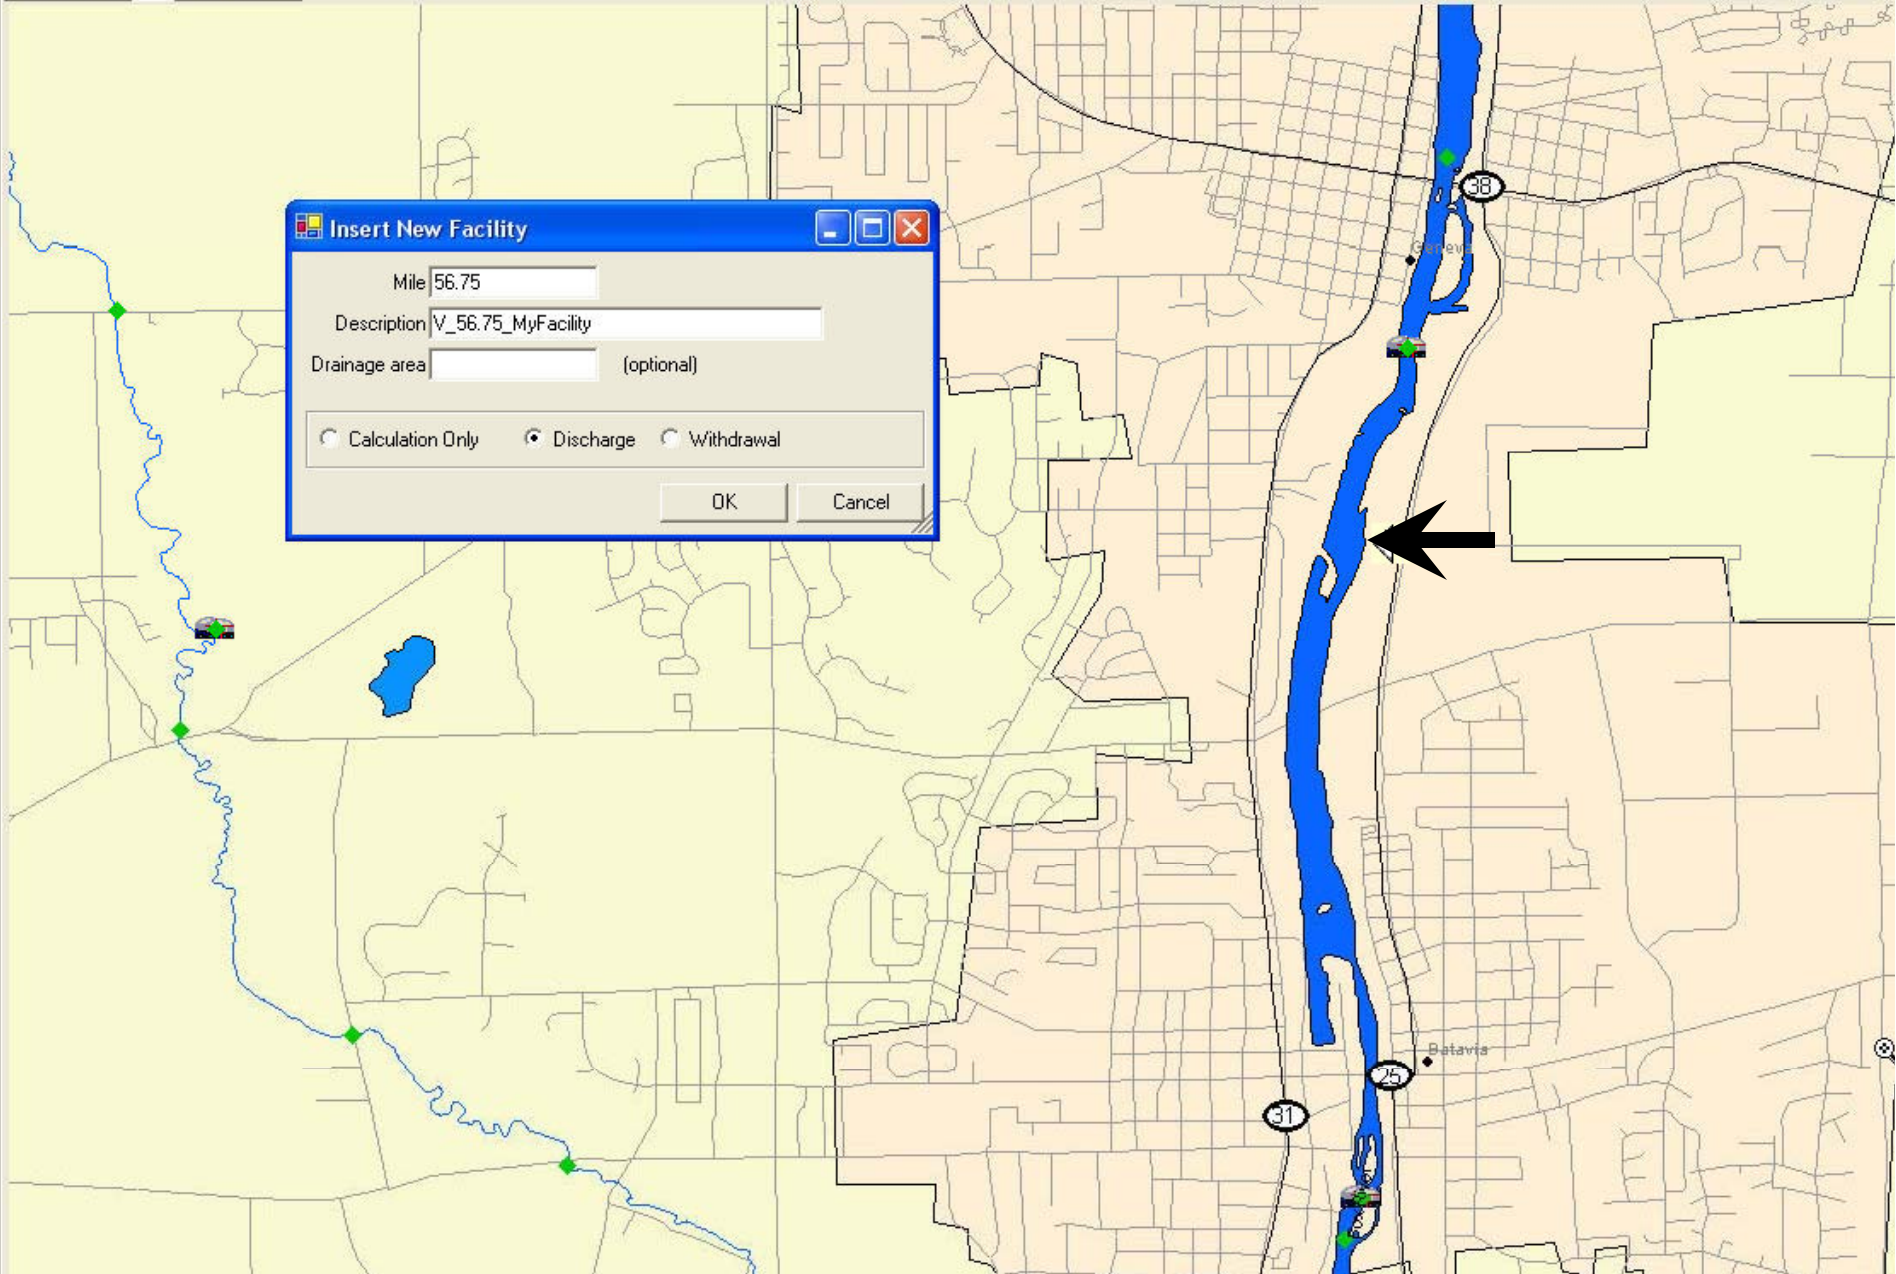 38
Geneva
Insert New Facility
Mile 56.75
Description V_56.75_MyFacility
Drainage area (optional)
Calculation Only Discharge Withdrawal
OK Cancel
Batavia
25
31